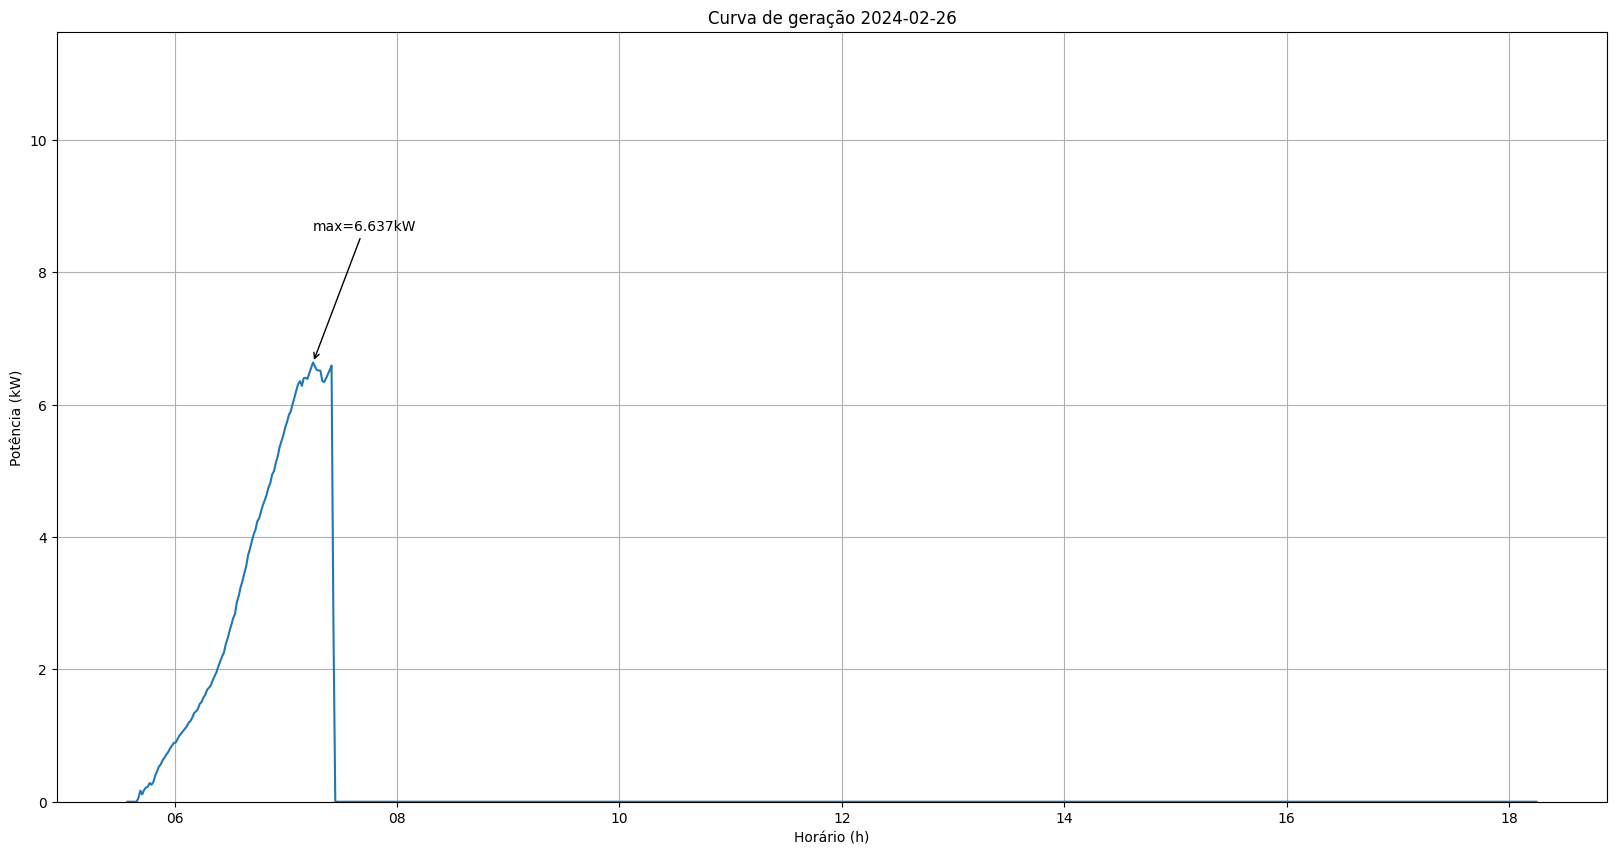 Curva de geração 2024-02-26
10
8
6
4
2
0
Potência (kW)
max=6.637kW
06 08 10 12 14 16 18
Horário (h)